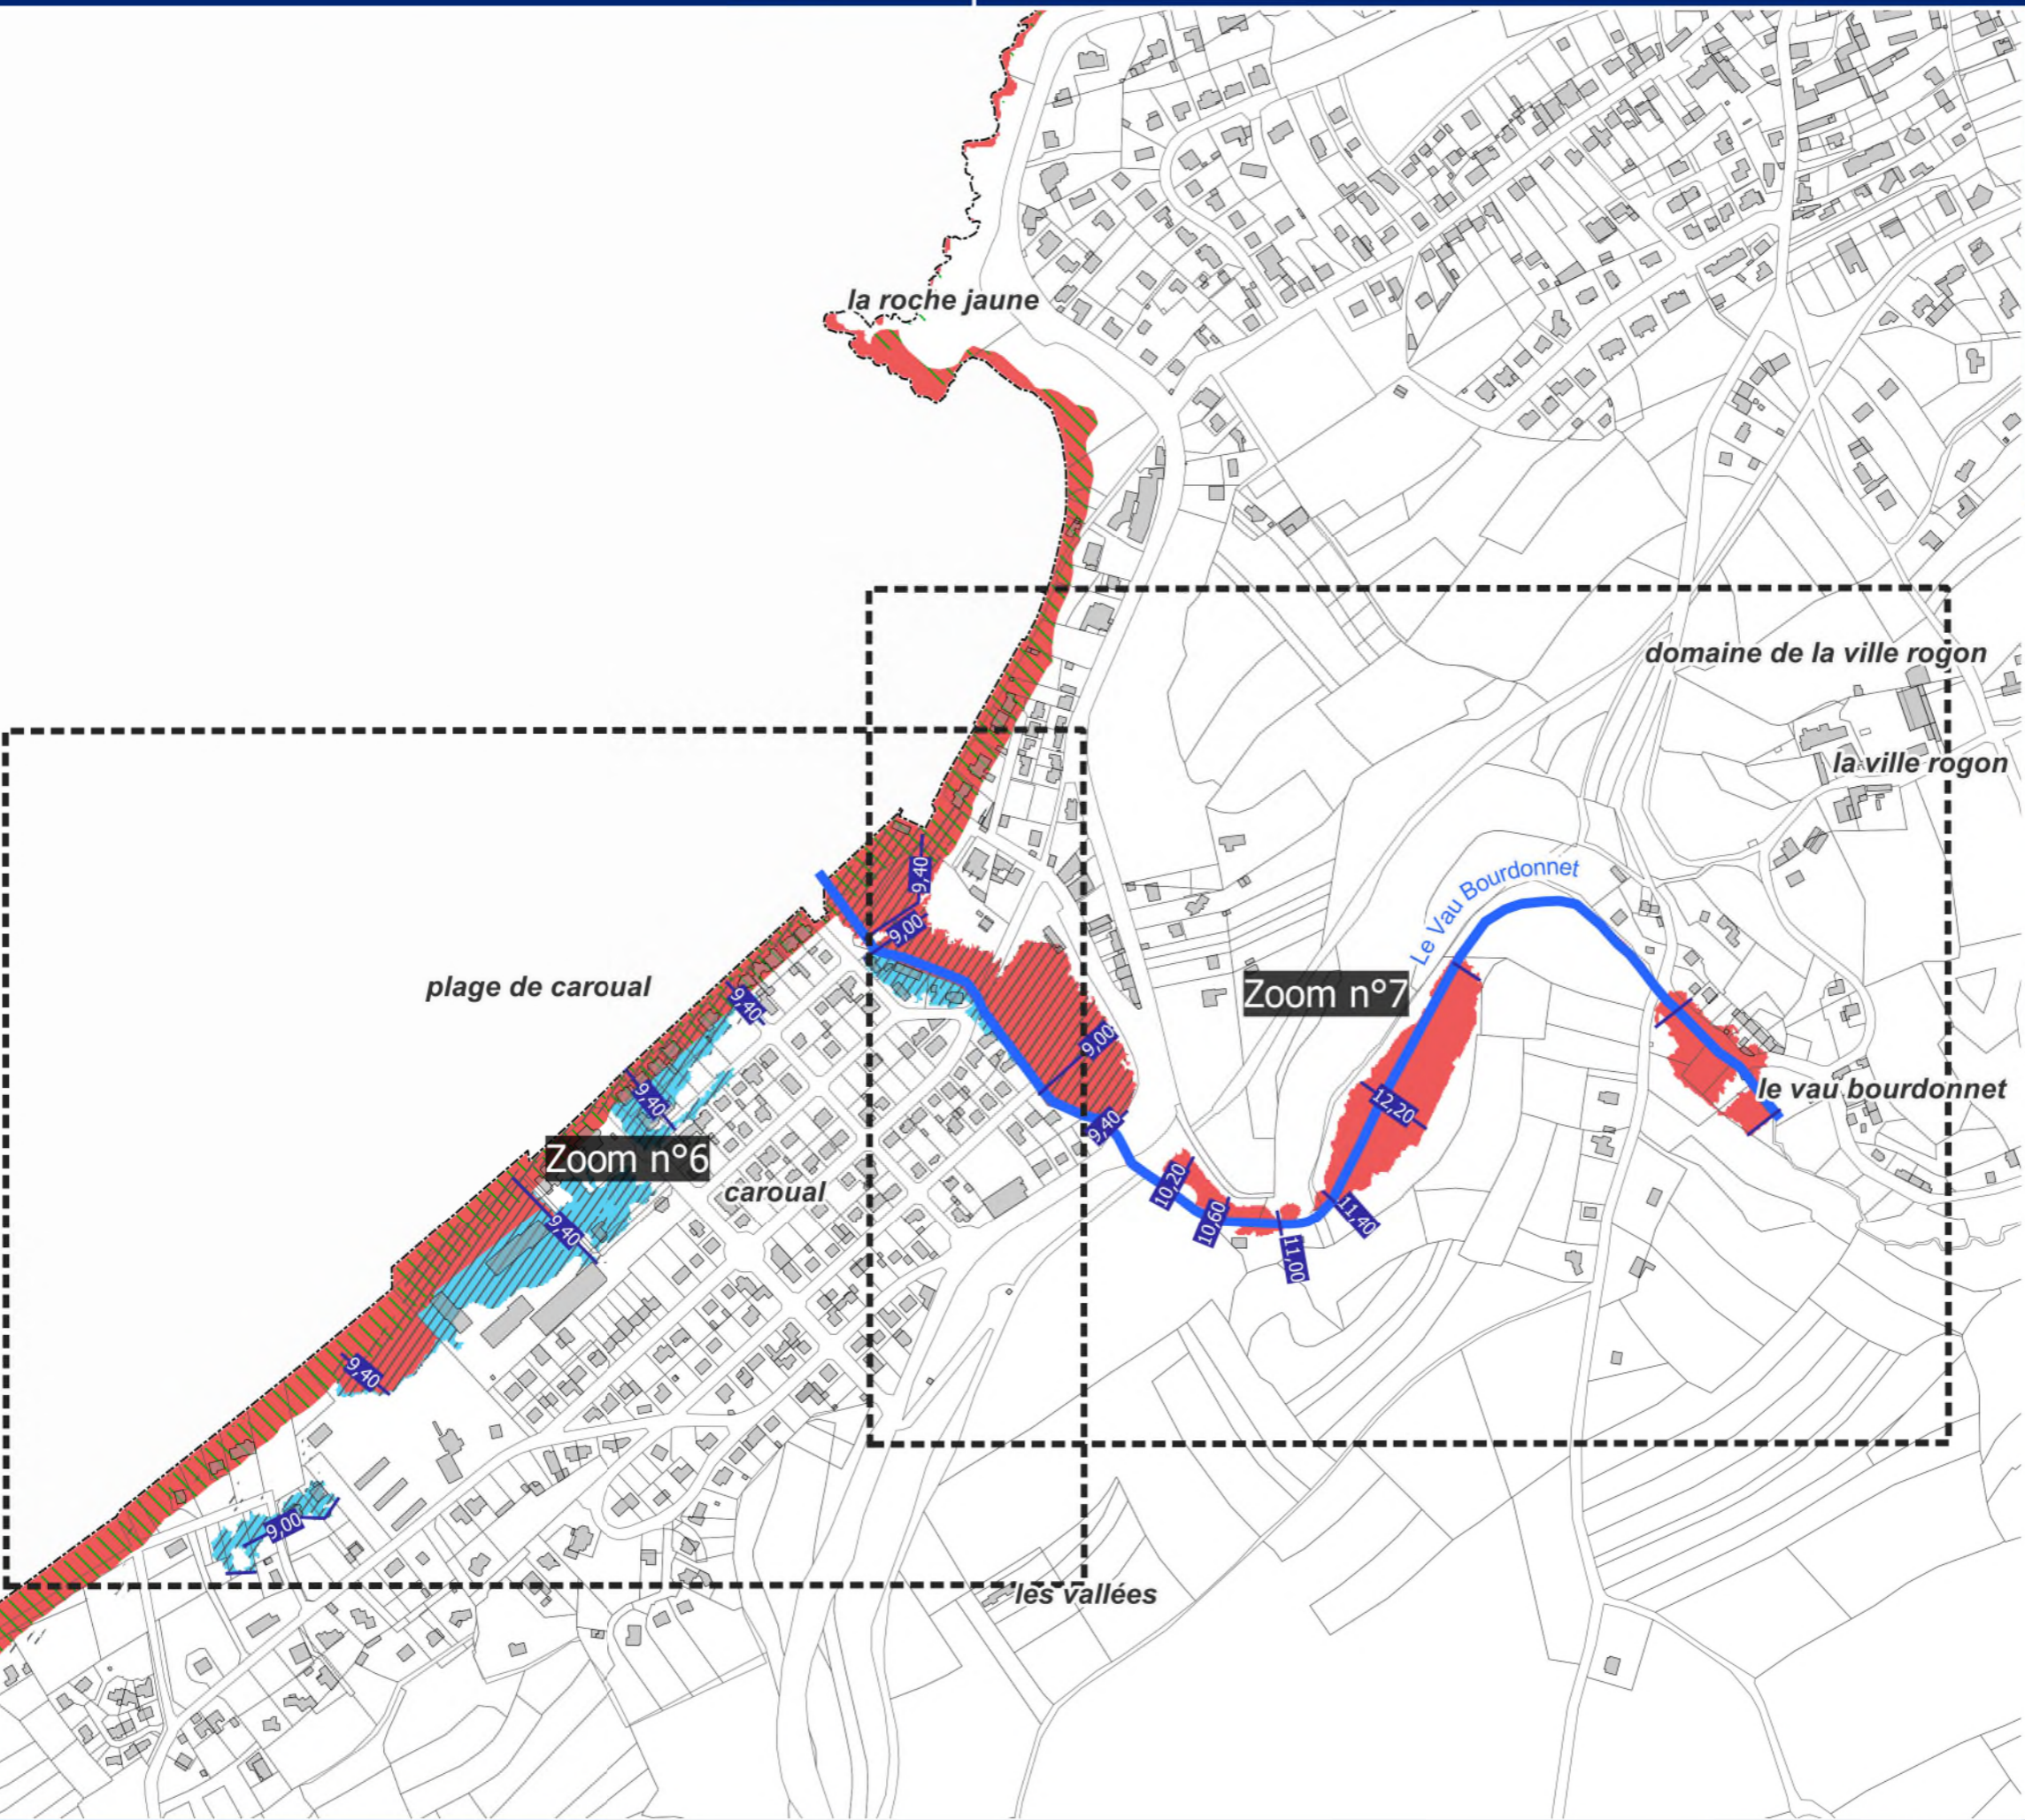 la roche jaune
domaine de la ville rogon
la ville rogon
Le Vau Bourdonnet
9,40
9,00
plage de caroual
9,40
Zoom n°7
9,00
9,40
12,20
le vau bourdonnet
9,40
Zoom n°6
caroual
10,20
10,60
11,40
9,40
11,00
9,40
9,00
les vallées